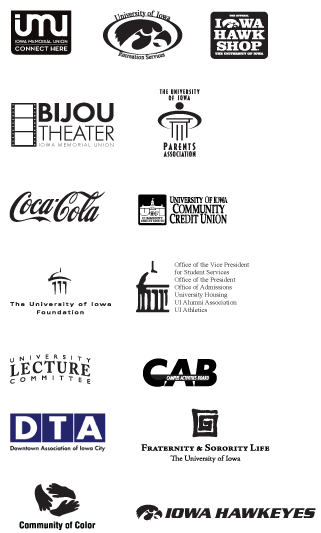 imu
IOWA MEMORIAL UNION
CONNECT HERE
University of Iowa
Recreation Services
IOWA
HAWK
SHOP
THE UNIVERSITY OF IOWA
BIJOU
THEATER
IOWA MEMORIAL UNION
THE UNIVERSITY
OF IOWA
PARENTS
ASSOCIATION
Coca-Cola
UNIVERSITY OF IOWA
COMMUNITY
CREDIT UNION
The University of Iowa
Foundation
Office of the Vice President
for Student Services
Office of the President
Office of Admissions
University Housing
UI Alumni Association
UI Athletics
UNIVERSITY
LECTURE
COMMITTEE
CAB
CAMPUS ACTIVITIES BOARD
DTA
Downtown Association of Iowa City
FRATERNITY & SORORITY LIFE
The University of Iowa
Community of Color
IOWA HAWKEYES